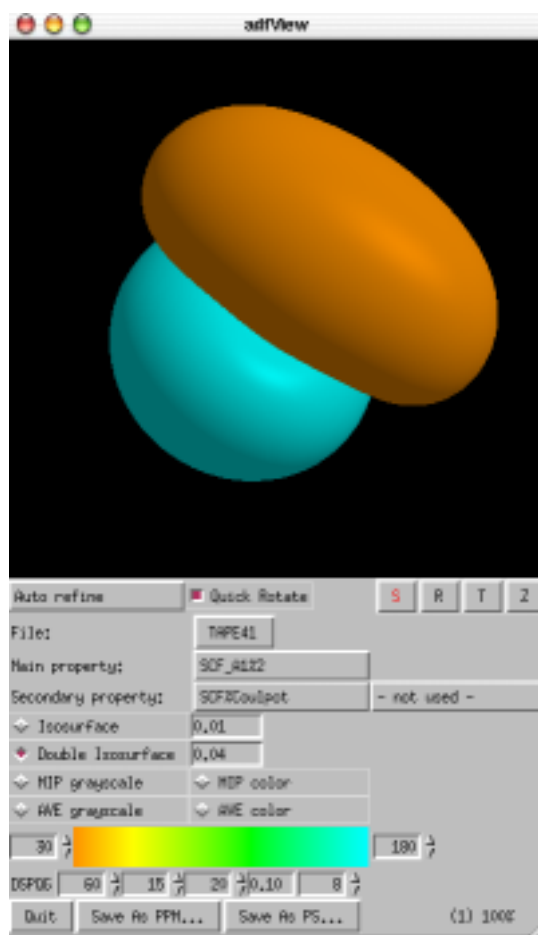 adfView
Auto refine Quick Rotate S R T Z
File: TAPE41
Main property: SCF_A1%2
Secondary property: SCF%Coulpot - not used -
Isosurface 0.01
Double Isosurface 0.04
MIP grayscale MIP color
AVE grayscale AVE color
30 180
DSPQG 60 15 20 0.10 8
Quit Save As PPM... Save As PS... (1) 100%